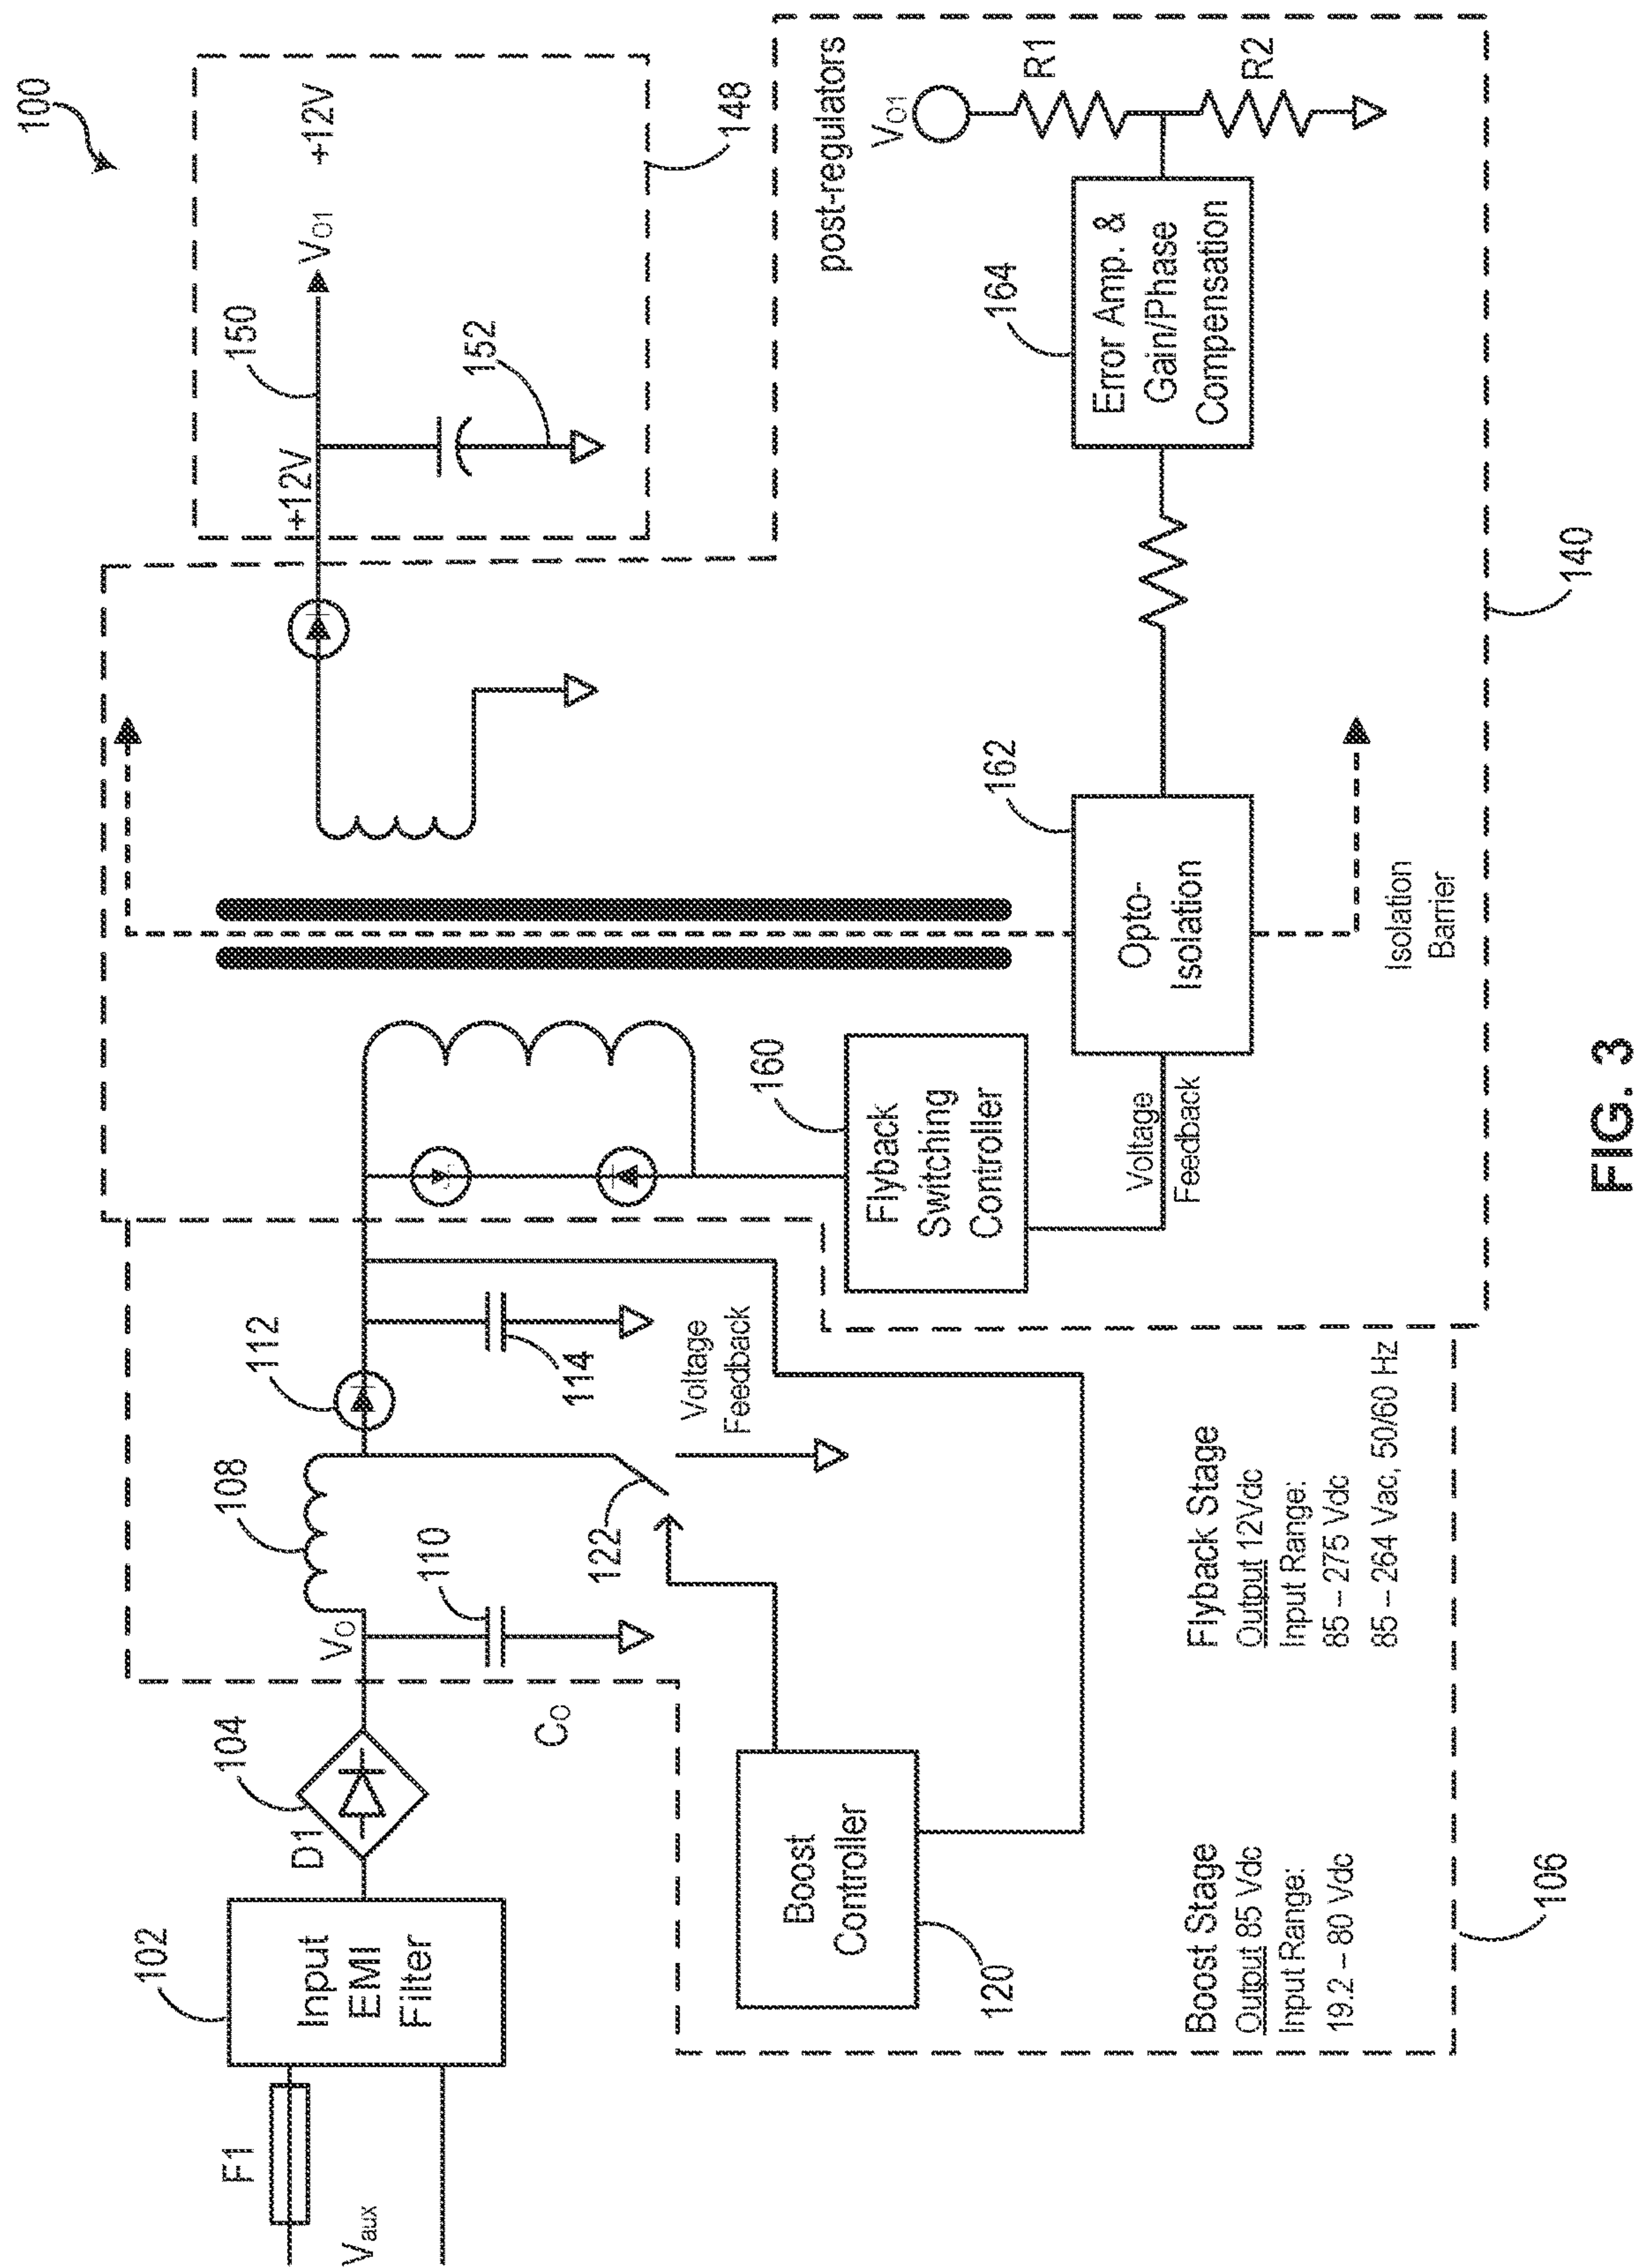 100
F1
Vaux
102
Input
EMI
Filter
D1
104
CO
VO
108
110
112
114
122
Voltage
Feedback
Boost
Controller
120
Boost Stage
Output 85 Vdc
Input Range:
19.2 – 80 Vdc
Flyback Stage
Output 12Vdc
Input Range:
85 – 275 Vdc
85 – 264 Vac, 50/60 Hz
106
160
Flyback
Switching
Controller
Voltage
Feedback
162
Opto-
Isolation
Isolation
Barrier
+12V
150
VO1 +12V
152
148
post-regulators
VO1
R1
R2
164
Error Amp. &
Gain/Phase
Compensation
140
FIG. 3